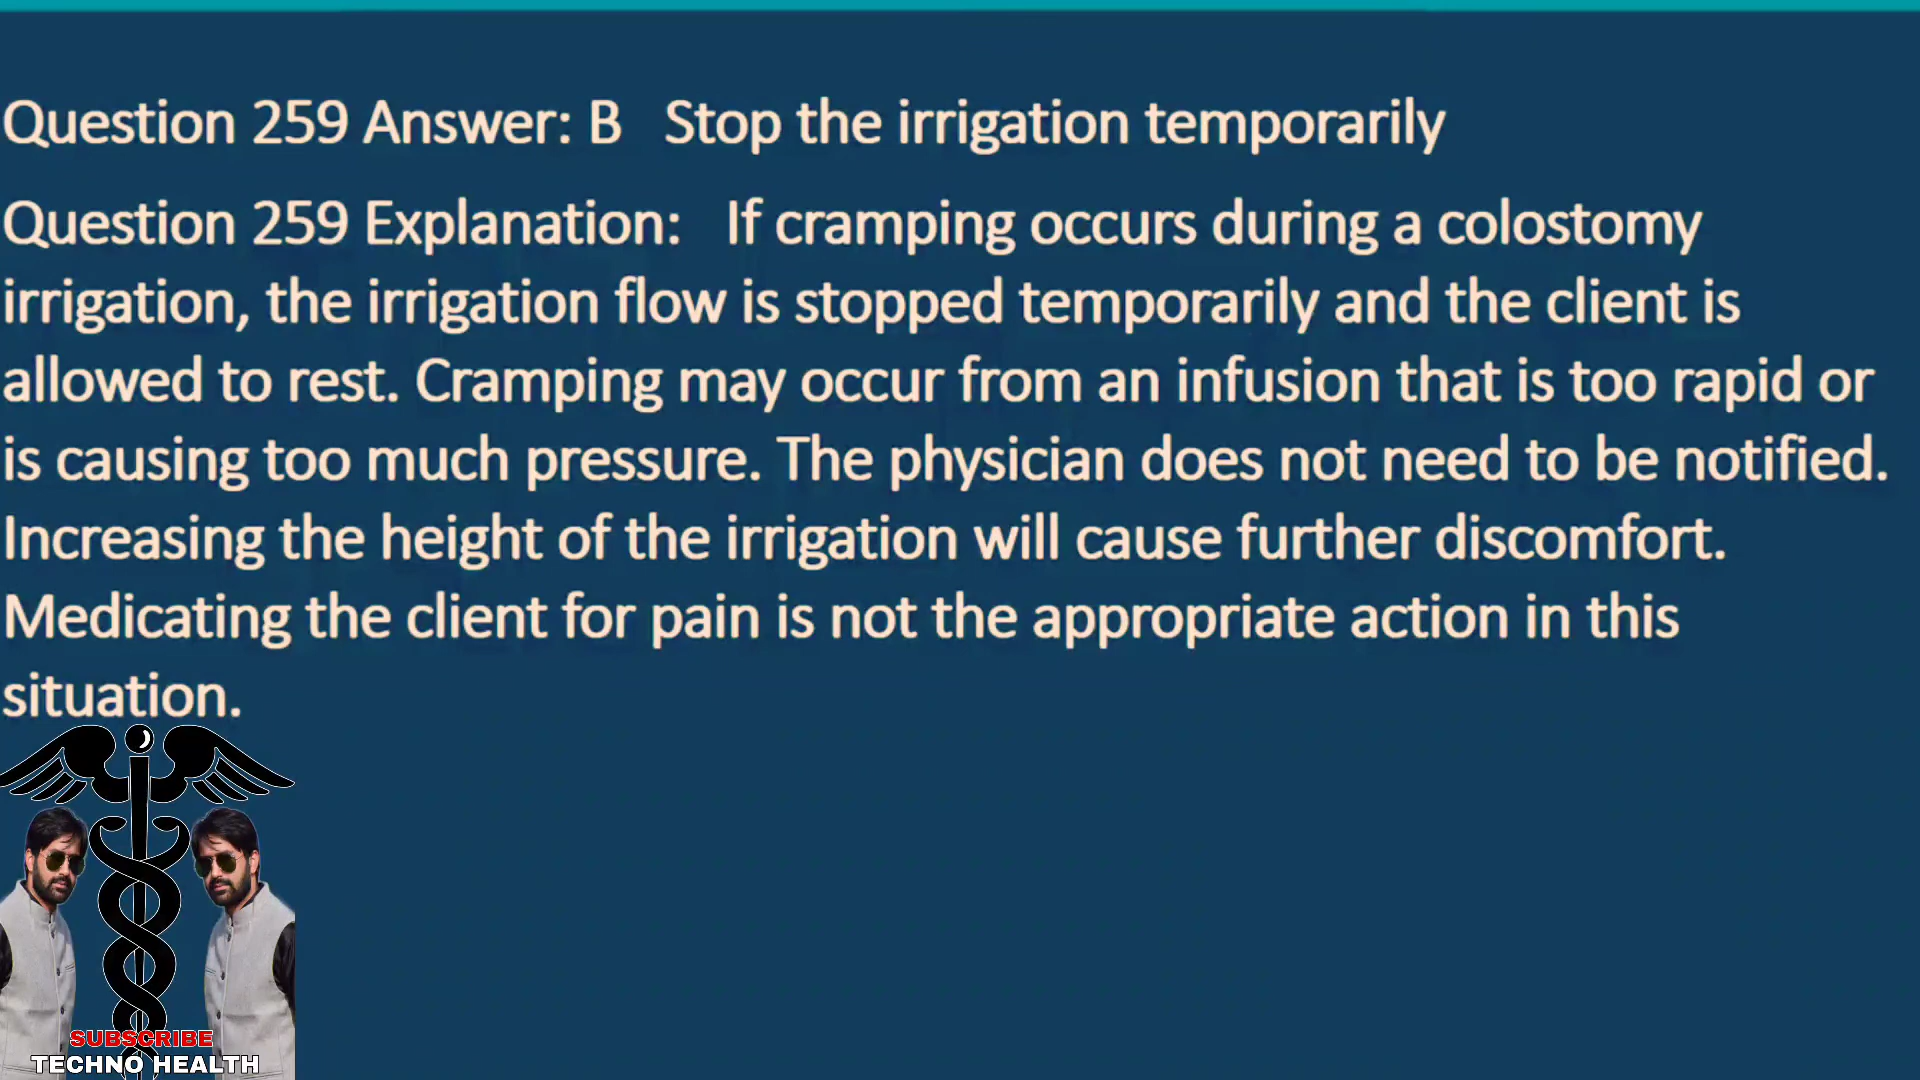 Question 259 Answer: B   Stop the irrigation temporarily
Question 259 Explanation:   If cramping occurs during a colostomy
irrigation, the irrigation flow is stopped temporarily and the client is
allowed to rest. Cramping may occur from an infusion that is too rapid or
is causing too much pressure. The physician does not need to be notified.
Increasing the height of the irrigation will cause further discomfort.
Medicating the client for pain is not the appropriate action in this
situation.
SUBSCRIBE
TECHNO HEALTH